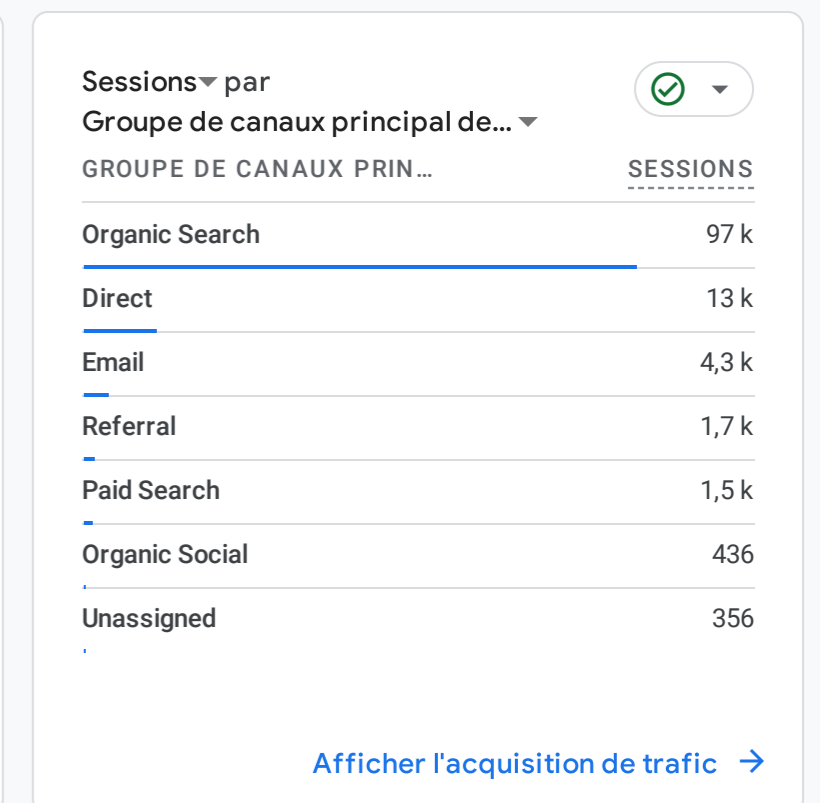 Sessions par
Groupe de canaux principal de...
GROUPE DE CANAUX PRIN… SESSIONS
Organic Search 97 k
Direct 13 k
Email 4,3 k
Referral 1,7 k
Paid Search 1,5 k
Organic Social 436
Unassigned 356
Afficher l'acquisition de trafic